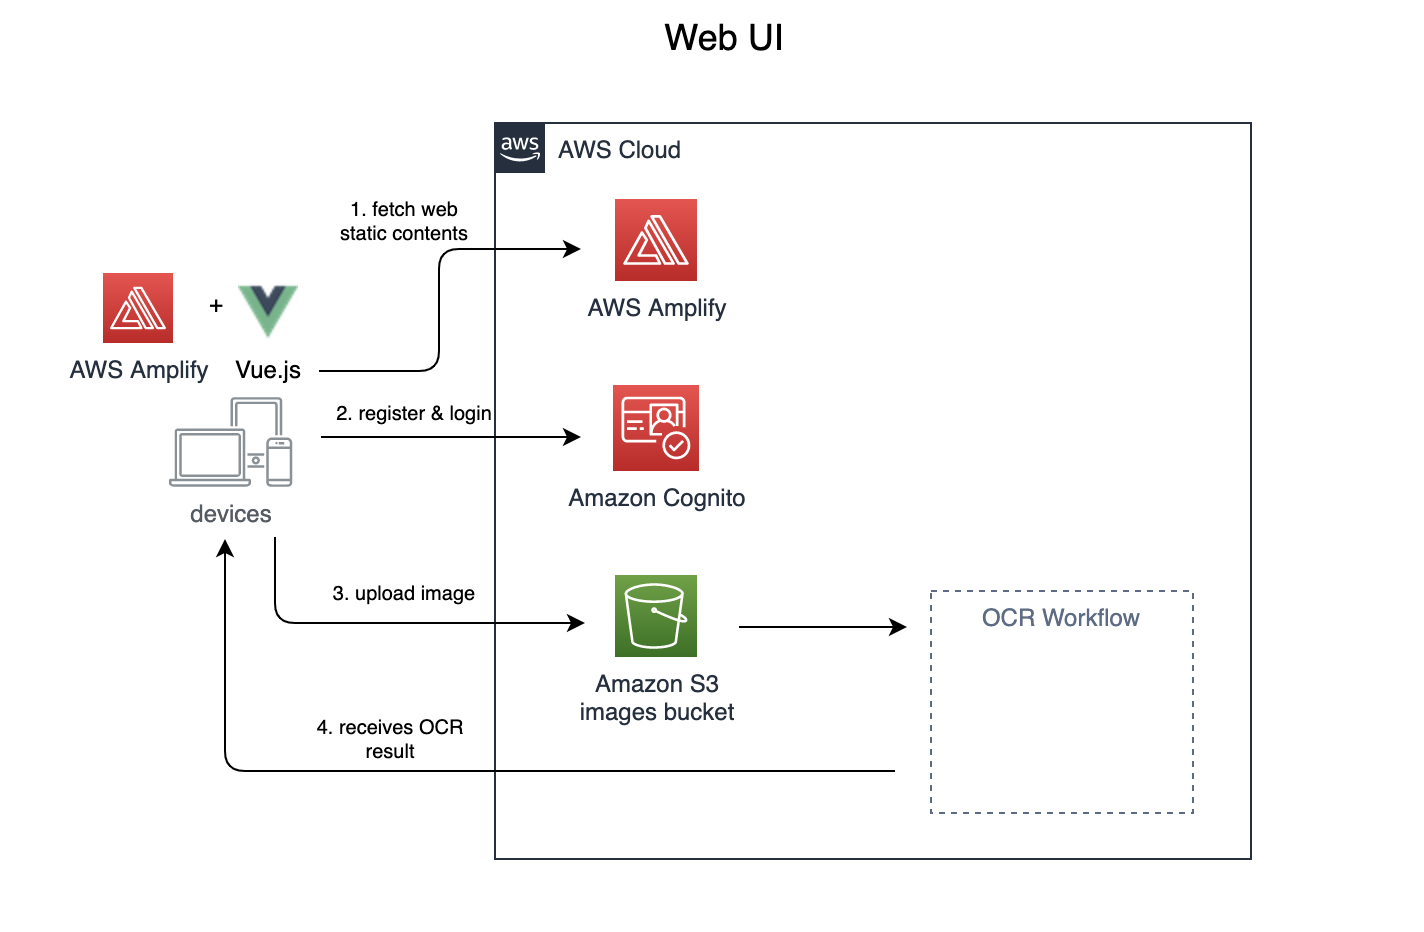 Web UI
aws
AWS Cloud
1. fetch web
static contents
AWS Amplify
+
AWS Amplify
Vue.js
2. register & login
Amazon Cognito
devices
3. upload image
OCR Workflow
Amazon S3
images bucket
4. receives OCR
result